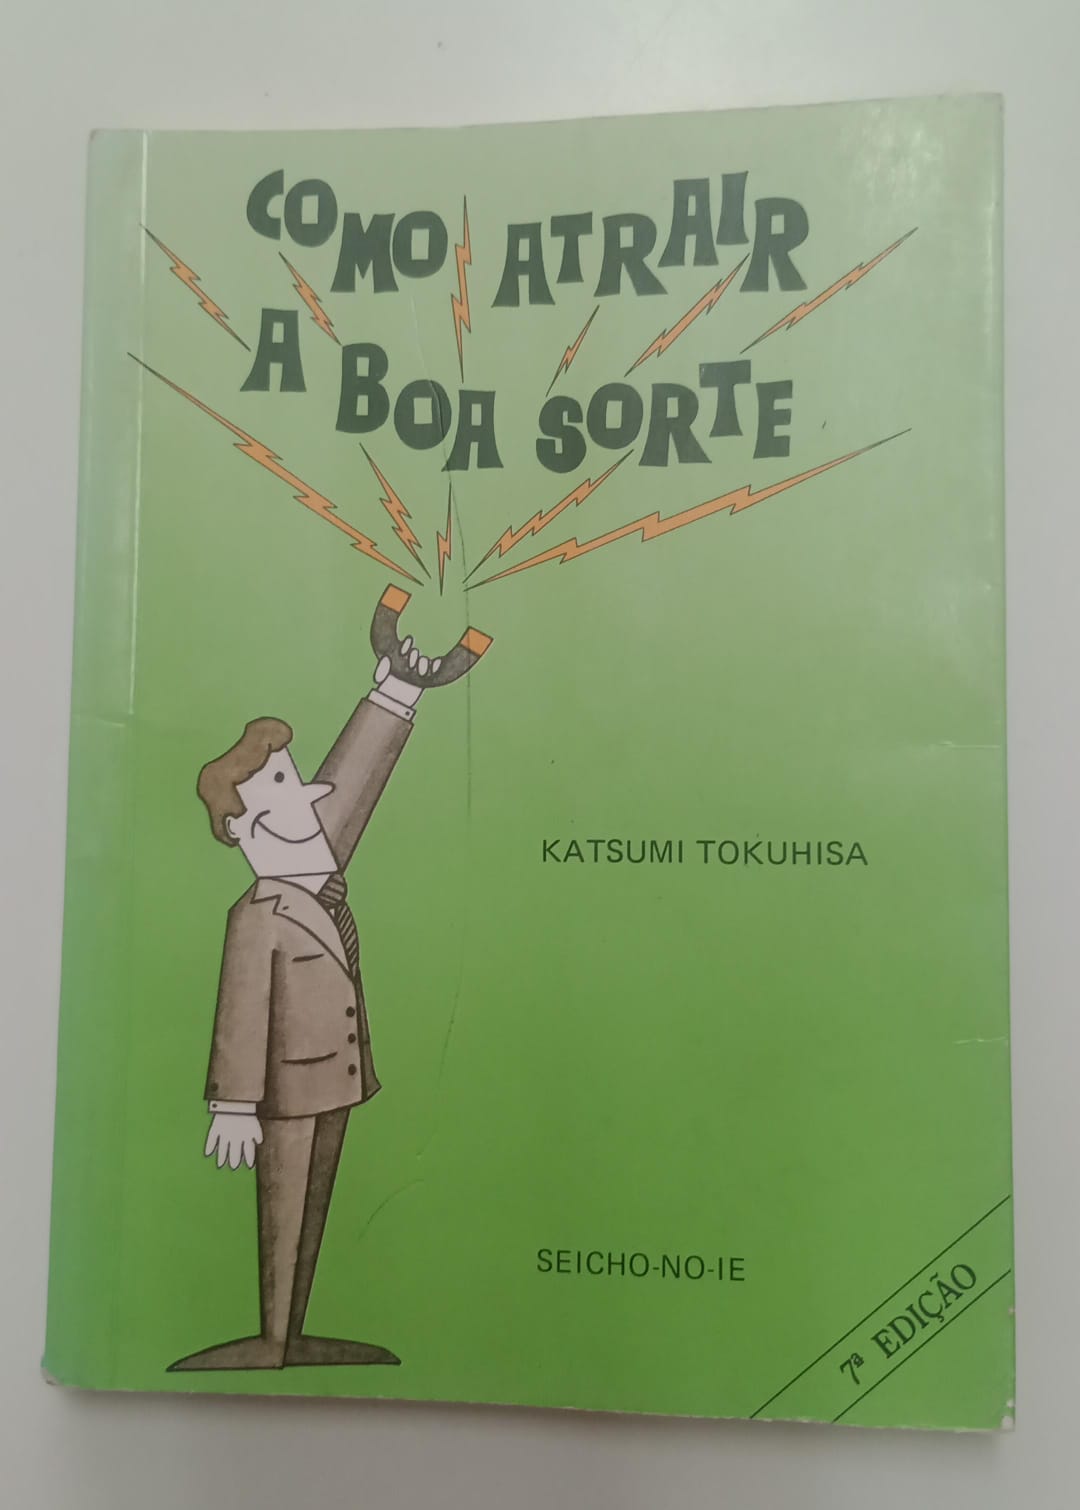 COMO ATRAIR
A BOA SORTE
KATSUMI TOKUHISA
SEICHO-NO-IE
7ª EDIÇÃO